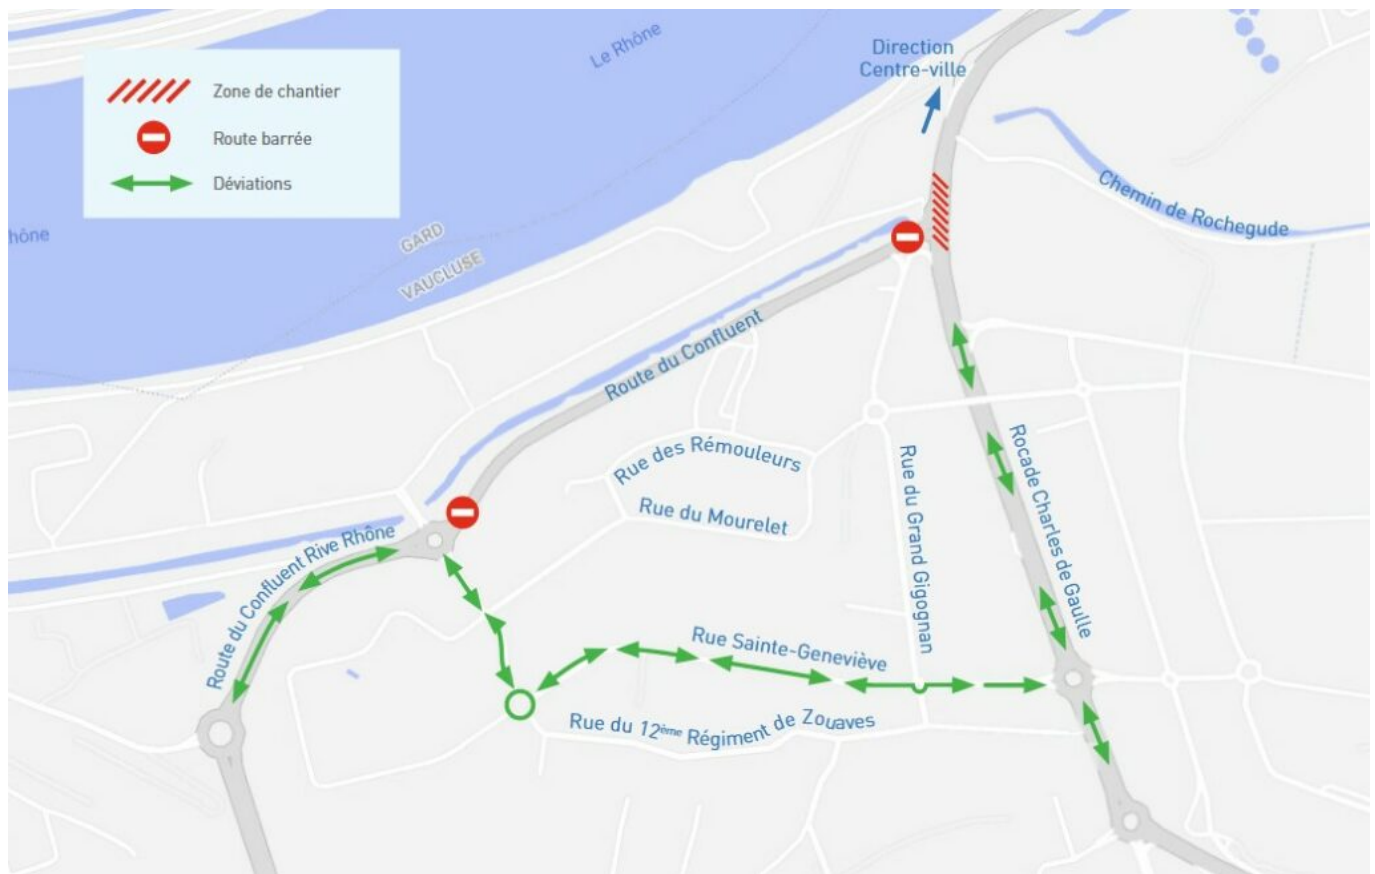 Le Rhône
Direction
Centre-ville
Zone de chantier
Route barrée
Déviations
hône
GARD
VAUCLUSE
Chemin de Rochegude
Route du Confluent
Rue des Rémouleurs
Rue du Mourelet
Rue du Grand Gigognan
Rocade Charles de Gaulle
Route du Confluent Rive Rhône
Rue Sainte-Geneviève
Rue du 12ème Régiment de Zouaves